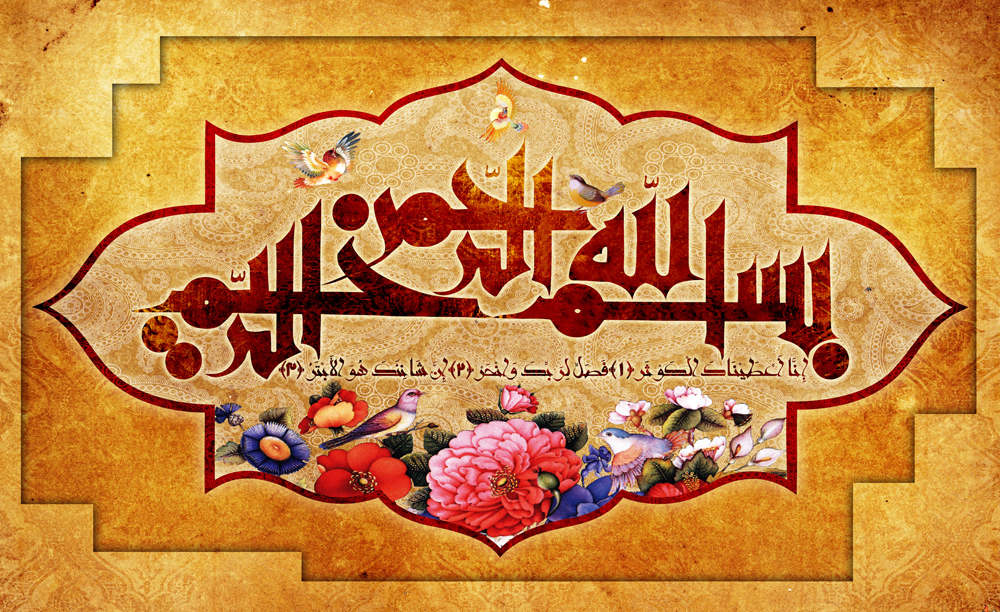 بسم الله الرحمن الرحیم
إِنَّا أَعْطَيْنَاكَ الْكَوْثَرَ ﴿۱﴾ فَصَلِّ لِرَبِّكَ وَانْحَرْ ﴿۲﴾ إِنَّ شَانِئَكَ هُوَ الْأَبْتَرُ ﴿۳﴾